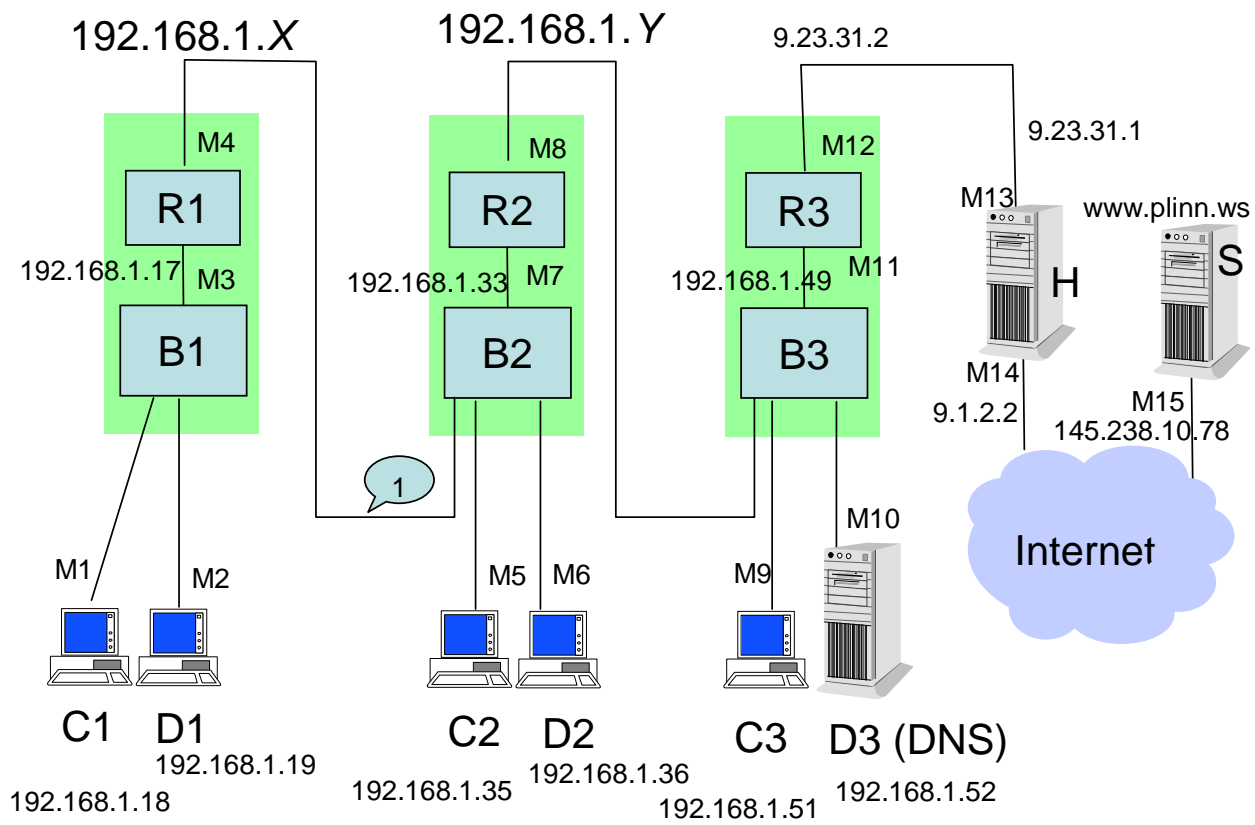 192.168.1.X
192.168.1.Y
9.23.31.2
9.23.31.1
M4
M8
M12
R1
R2
R3
M13
www.plinn.ws
S
H
192.168.1.17
M3
192.168.1.33
M7
192.168.1.49
M11
B1
B2
B3
M14
9.1.2.2
M15
145.238.10.78
1
Internet
M1
M2
M5
M6
M9
M10
C1
D1
C2
D2
C3
D3 (DNS)
192.168.1.18
192.168.1.19
192.168.1.35
192.168.1.36
192.168.1.51
192.168.1.52